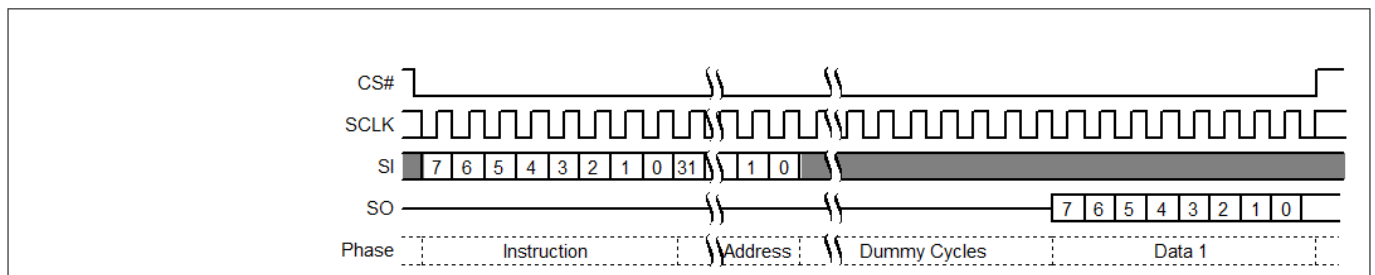 CS#
SCLK
SI 7 6 5 4 3 2 1 0 31 1 0
SO 7 6 5 4 3 2 1 0
Phase Instruction Address Dummy Cycles Data 1